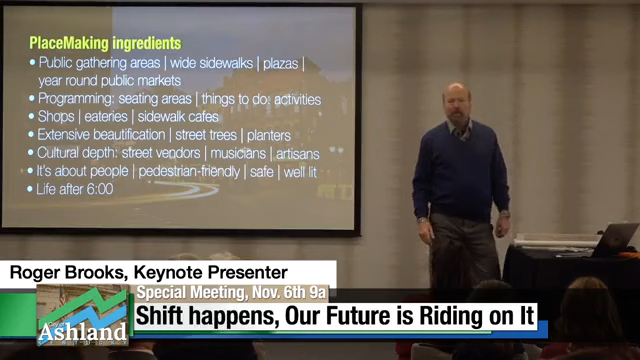 PlaceMaking ingredients
• Public gathering areas | wide sidewalks | plazas |
year round public markets
• Programming: seating areas | things to do: activities
• Shops | eateries | sidewalk cafes
• Extensive beautification | street trees | planters
• Cultural depth: street vendors | musicians | artisans
• It's about people | pedestrian-friendly | safe | well lit
• Life after 6:00
Roger Brooks, Keynote Presenter
Special Meeting, Nov. 6th 9a
Shift happens, Our Future is Riding on It
Ashland